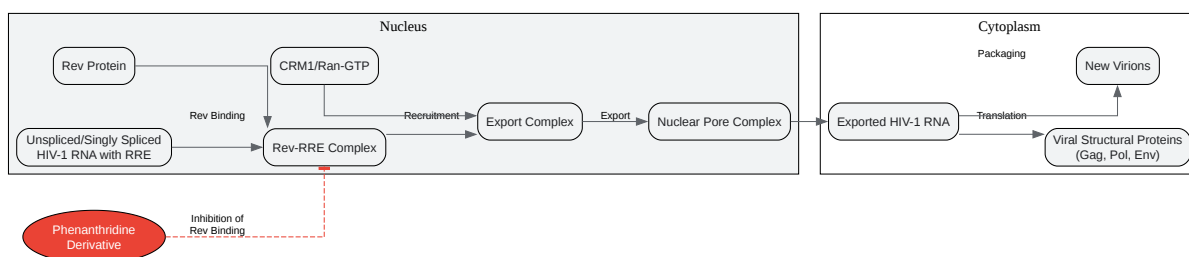 Nucleus
Cytoplasm
Packaging
Rev Protein
CRM1/Ran-GTP
New Virions
Rev Binding
Recruitment
Export Complex
Export
Nuclear Pore Complex
Exported HIV-1 RNA
Translation
Unspliced/Singly Spliced
HIV-1 RNA with RRE
Rev-RRE Complex
Viral Structural Proteins
(Gag, Pol, Env)
Phenanthridine
Derivative
Inhibition of
Rev Binding